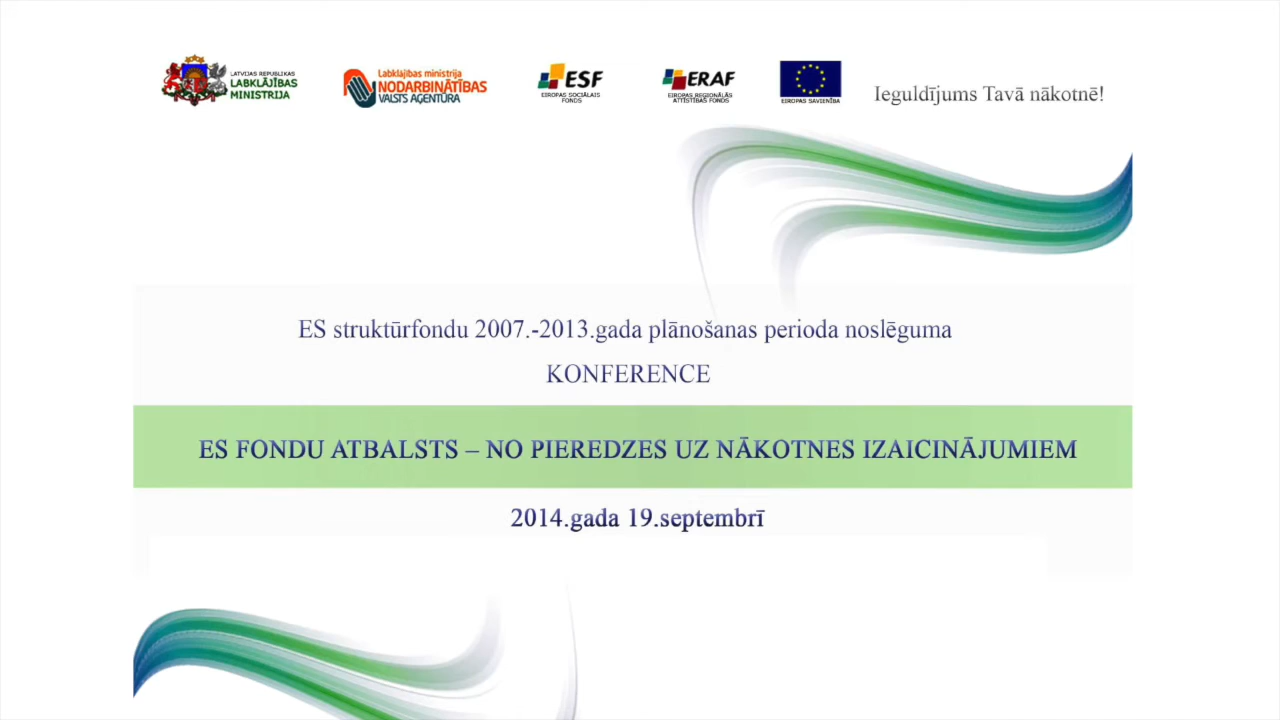 LATVIJAS REPUBLIKAS
LABKLĀJĪBAS
MINISTRIJA
Labklājības ministrija
NODARBINĀTĪBAS
VALSTS AĢENTŪRA
ESF
EIROPAS SOCIĀLAIS
FONDS
ERAF
EIROPAS REĢIONĀLĀS
ATTĪSTĪBAS FONDS
EIROPAS SAVIENĪBA
Ieguldījums Tavā nākotnē!
ES struktūrfondu 2007.-2013.gada plānošanas perioda noslēguma
KONFERENCE
ES FONDU ATBALSTS – NO PIEREDZES UZ NĀKOTNES IZAICINĀJUMIEM
2014.gada 19.septembrī